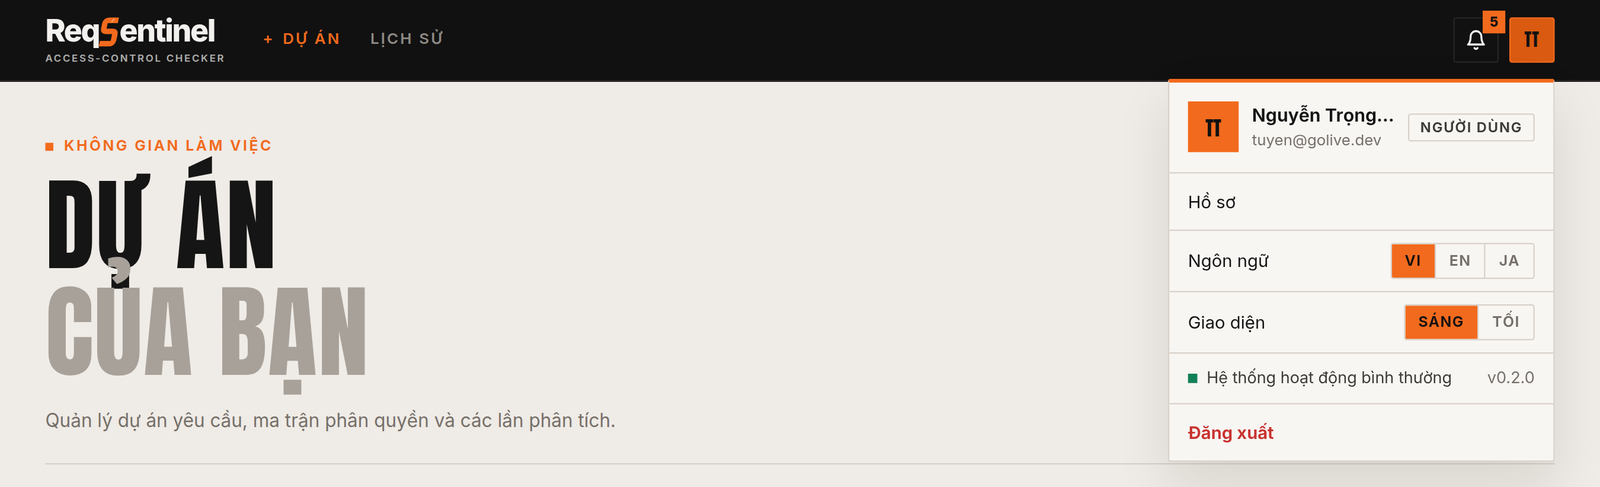 ReqSentinel
ACCESS-CONTROL CHECKER
+ DỰ ÁN
LỊCH SỬ
5
TT
KHÔNG GIAN LÀM VIỆC
DỰ ÁN
CỦA BẠN
Quản lý dự án yêu cầu, ma trận phân quyền và các lần phân tích.
TT
Nguyễn Trọng...
tuyen@golive.dev
NGƯỜI DÙNG
Hồ sơ
Ngôn ngữ
VI EN JA
Giao diện
SÁNG TỐI
Hệ thống hoạt động bình thường v0.2.0
Đăng xuất